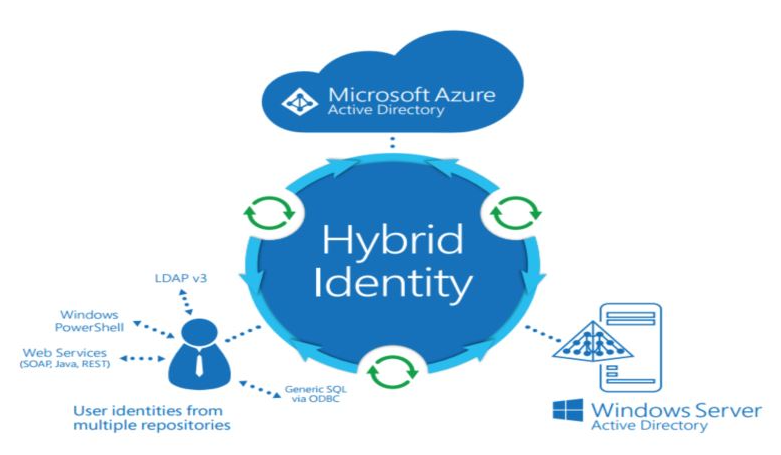 Microsoft Azure
Active Directory
Hybrid
Identity
LDAP v3
Windows
PowerShell
Web Services
(SOAP, Java, REST)
Generic SQL
via ODBC
User identities from
multiple repositories
Windows Server
Active Directory